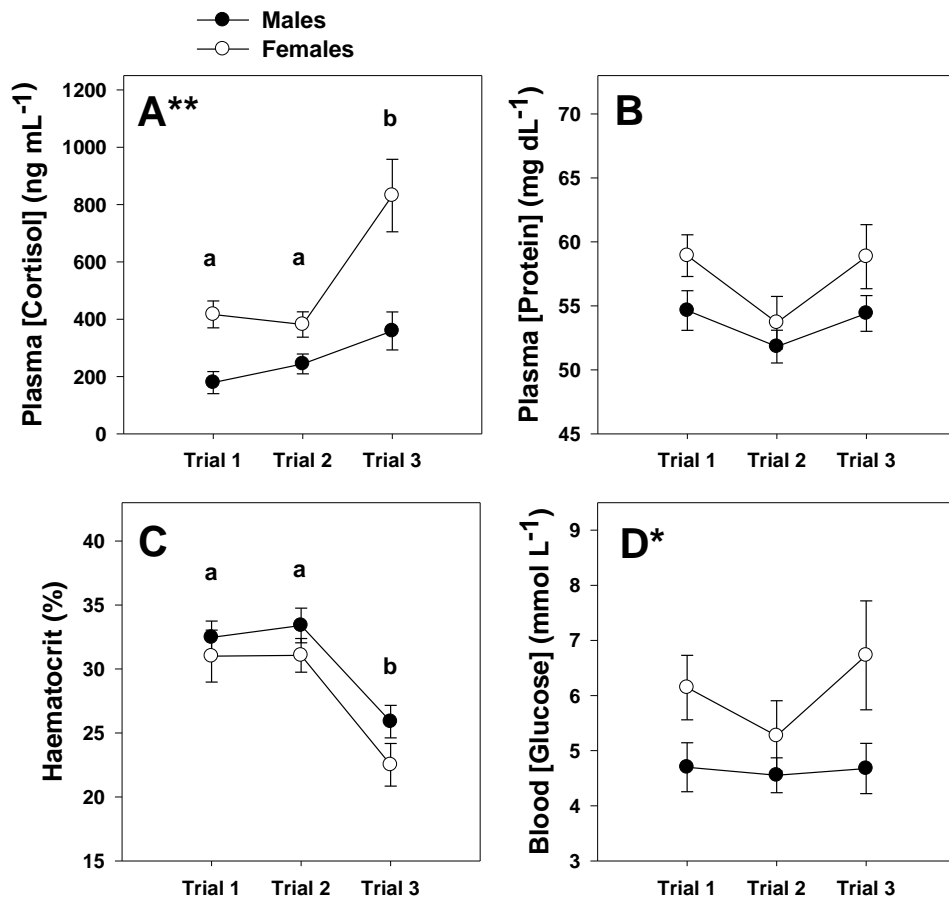 Males
Females
A**
B
Plasma [Cortisol] (ng mL⁻¹)
1200
1000
800
600
400
200
0
a
a
b
Trial 1 Trial 2 Trial 3
Plasma [Protein] (mg dL⁻¹)
70
65
60
55
50
45
Trial 1 Trial 2 Trial 3
C
Haematocrit (%)
40
35
30
25
20
15
a
a
b
Trial 1 Trial 2 Trial 3
D*
Blood [Glucose] (mmol L⁻¹)
9
8
7
6
5
4
3
Trial 1 Trial 2 Trial 3